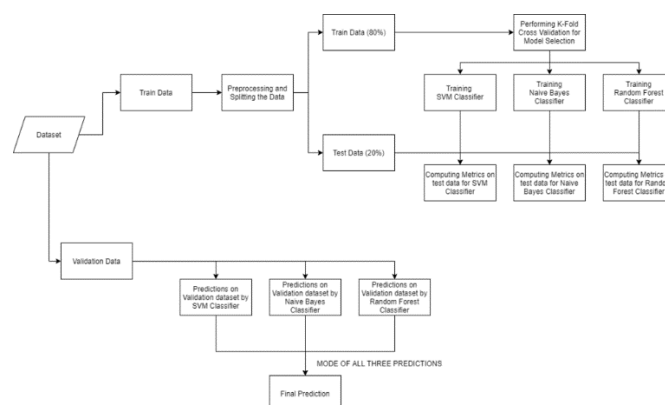 Train Data (80%)
Performing K-Fold
Cross Validation for
Model Selection
Train Data
Preprocessing and
Splitting the Data
Training
SVM Classifier
Training
Naive Bayes
Classifier
Training
Random Forest
Classifier
Dataset
Test Data (20%)
Computing Metrics on
test data for SVM
Classifier
Computing Metrics on
test data for Naive
Bayes Classifier
Computing Metrics on
test data for Random
Forest Classifier
Validation Data
Predictions on
Validation dataset by
SVM Classifier
Predictions on
Validation dataset by
Naive Bayes
Classifier
Predictions on
Validation dataset by
Random Forest
Classifier
MODE OF ALL THREE PREDICTIONS
Final Prediction